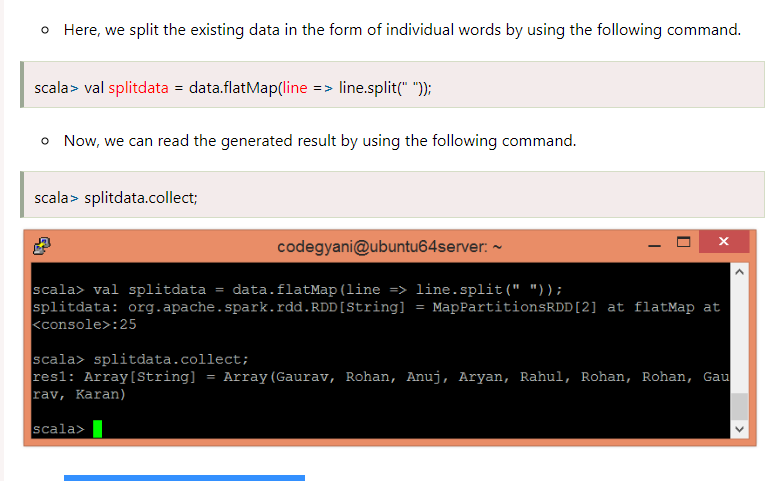 Here, we split the existing data in the form of individual words by using the following command.
scala> val splitdata = data.flatMap(line => line.split(" "));
Now, we can read the generated result by using the following command.
scala> splitdata.collect;
codegyani@ubuntu64server: ~
scala> val splitdata = data.flatMap(line => line.split(" "));
splitdata: org.apache.spark.rdd.RDD[String] = MapPartitionsRDD[2] at flatMap at
<console>:25
scala> splitdata.collect;
res1: Array[String] = Array(Gaurav, Rohan, Anuj, Aryan, Rahul, Rohan, Rohan, Gau
rav, Karan)
scala>